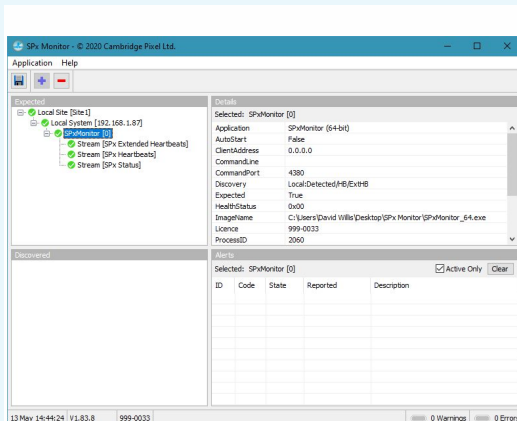 SPx Monitor - © 2020 Cambridge Pixel Ltd.
Application Help
Expected
Local Site [Site1]
Local System [192.168.1.87]
SPxMonitor [0]
Stream [SPx Extended Heartbeats]
Stream [SPx Heartbeats]
Stream [SPx Status]
Details
Selected: SPxMonitor [0]
Application SPxMonitor (64-bit)
AutoStart False
ClientAddress 0.0.0.0
CommandLine
CommandPort 4380
Discovery Local:Detected/HB/ExtHB
Expected True
HealthStatus 0x00
ImageName C:\Users\David Willis\Desktop\SPx Monitor\SPxMonitor_64.exe
Licence 999-0033
ProcessID 2060
Discovered
Alerts
Selected: SPxMonitor [0] Active Only Clear
ID Code State Reported Description
13 May 14:44:24 V1.83.8 999-0033 0 Warnings 0 Errors